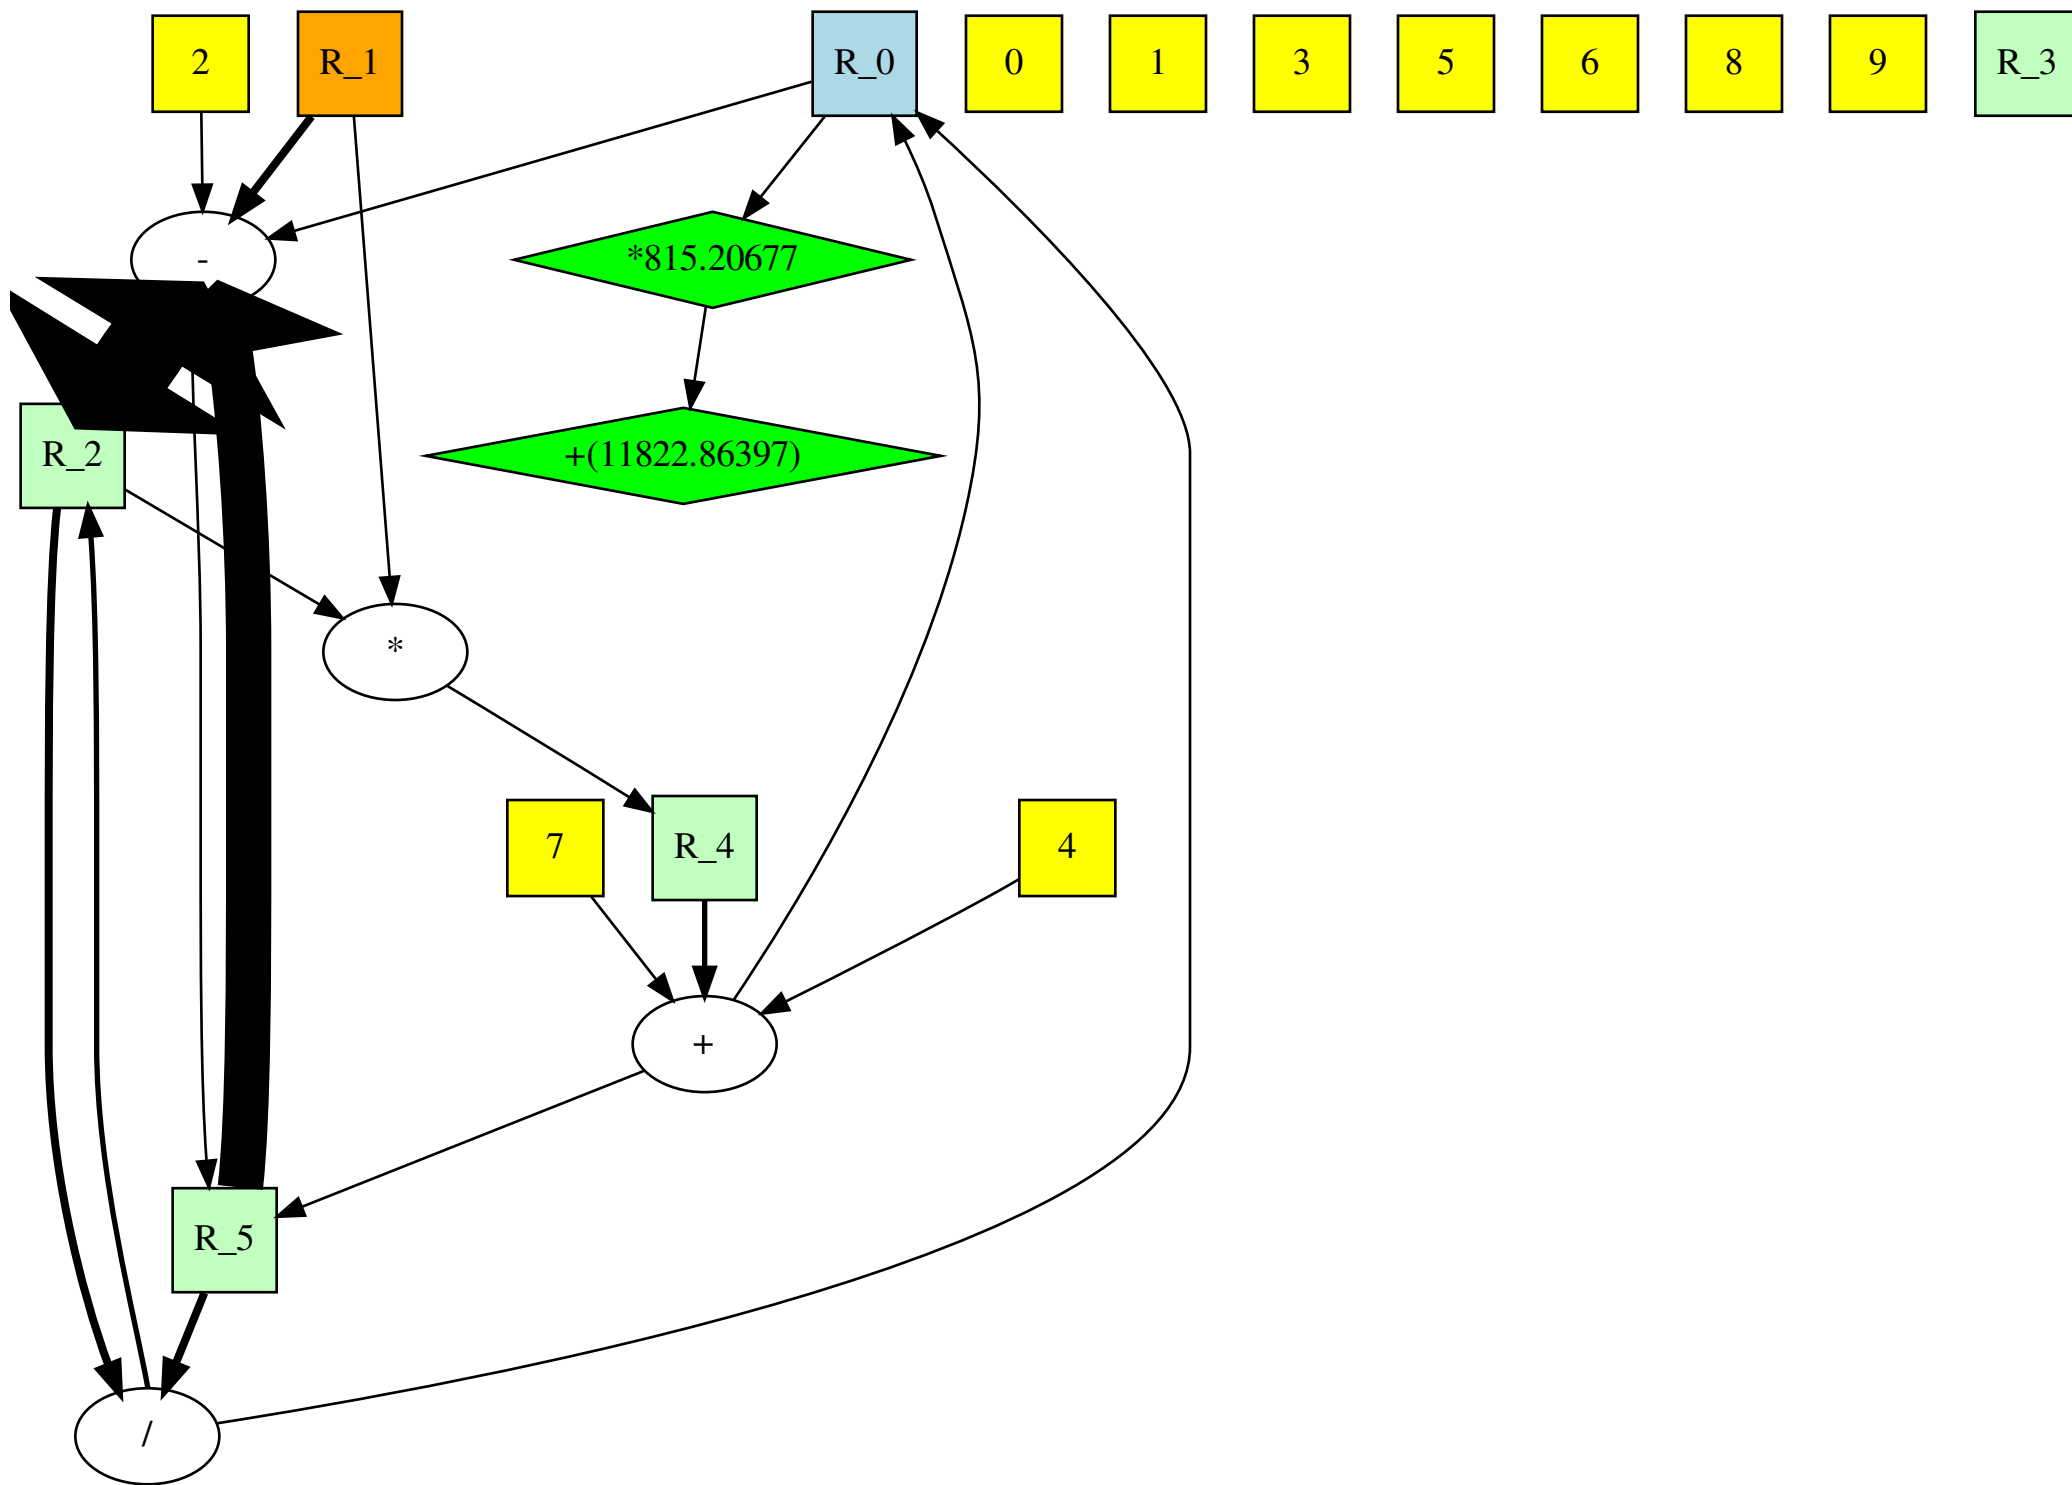 2 R_1 R_0 0 1 3 5 6 8 9 R_3
- *815.20677
R_2 +(11822.86397)
*
7 R_4 4
+
R_5
/